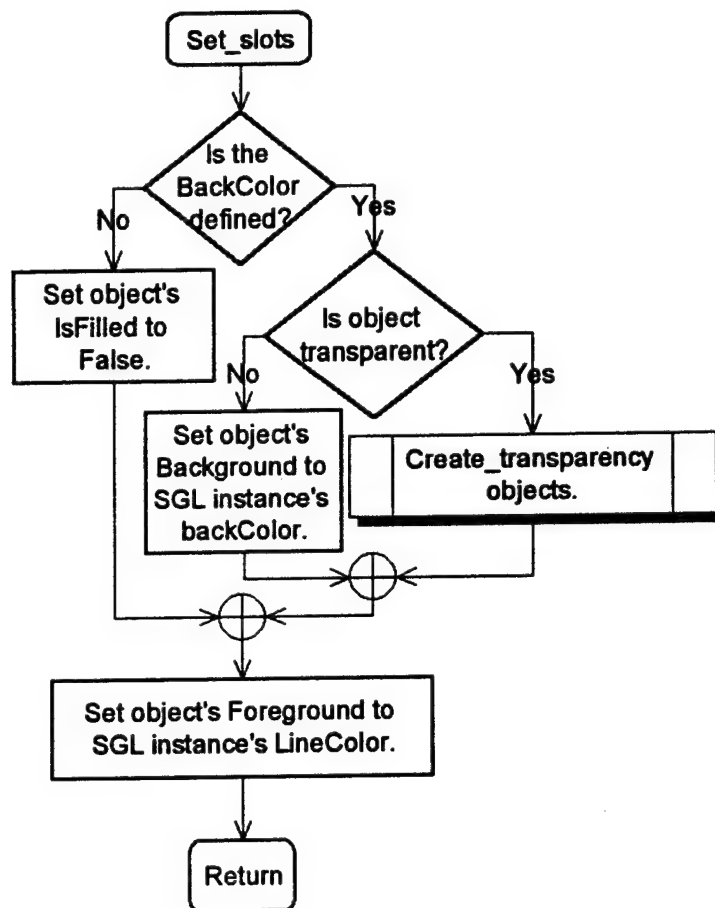 Set_slots
Is the
BackColor
defined?
No
Yes
Set object's
IsFilled to
False.
Is object
transparent?
No
Yes
Set object's
Background to
SGL instance's
backColor.
Create_transparency
objects.
Set object's Foreground to
SGL instance's LineColor.
Return